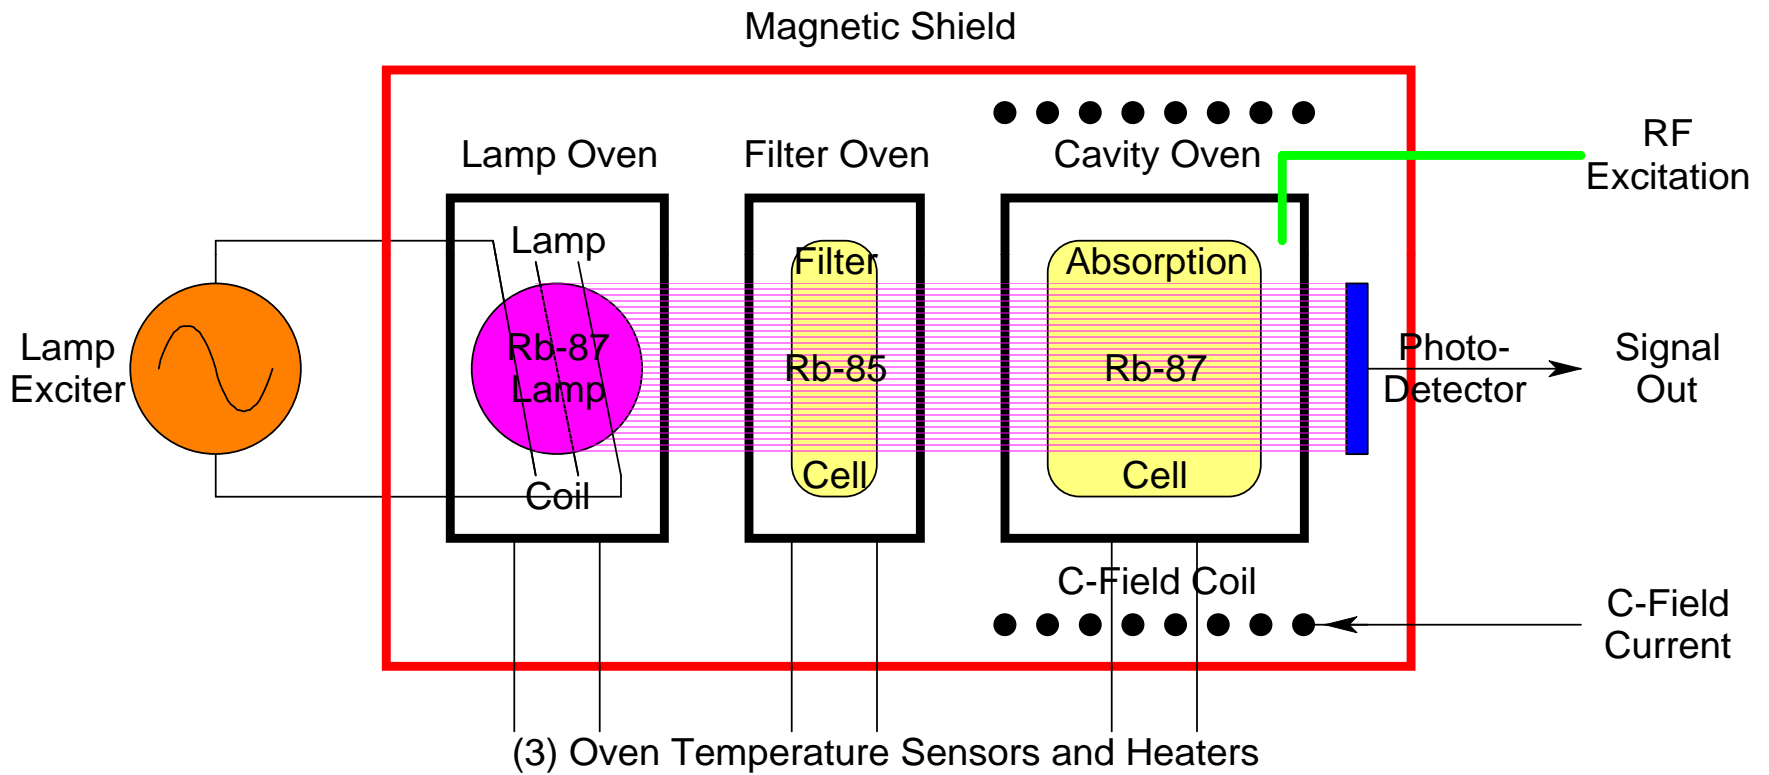 Magnetic Shield
Lamp Oven
Filter Oven
Cavity Oven
RF
Excitation
Lamp
Filter
Absorption
Lamp
Exciter
Rb-87
Lamp
Rb-85
Rb-87
Photo-
Detector
Signal
Out
Coil
Cell
Cell
C-Field Coil
C-Field
Current
(3) Oven Temperature Sensors and Heaters